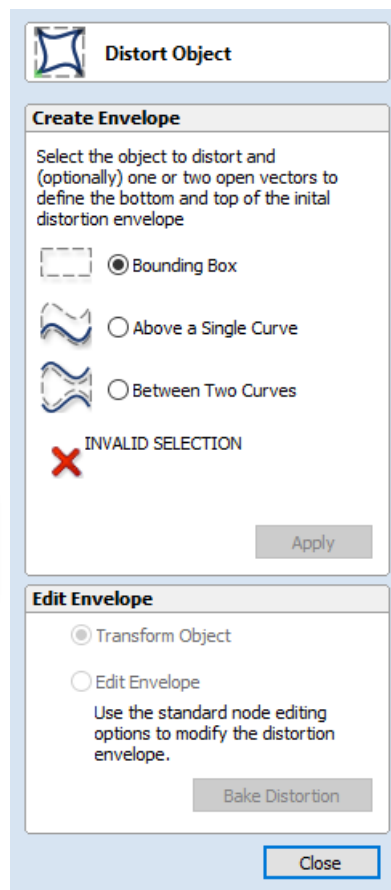 Distort Object
Create Envelope
Select the object to distort and
(optionally) one or two open vectors to
define the bottom and top of the inital
distortion envelope
Bounding Box
Above a Single Curve
Between Two Curves
INVALID SELECTION
Apply
Edit Envelope
Transform Object
Edit Envelope
Use the standard node editing
options to modify the distortion
envelope.
Bake Distortion
Close